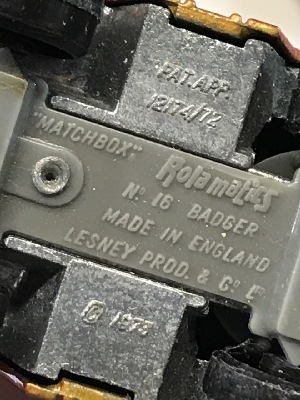 PAT. APP.
12174/72
"MATCHBOX",
Rolamatics
Nº 16 BADGER
MADE IN ENGLAND
LESNEY PROD. & Cº Lᵀᴰ
© 1973